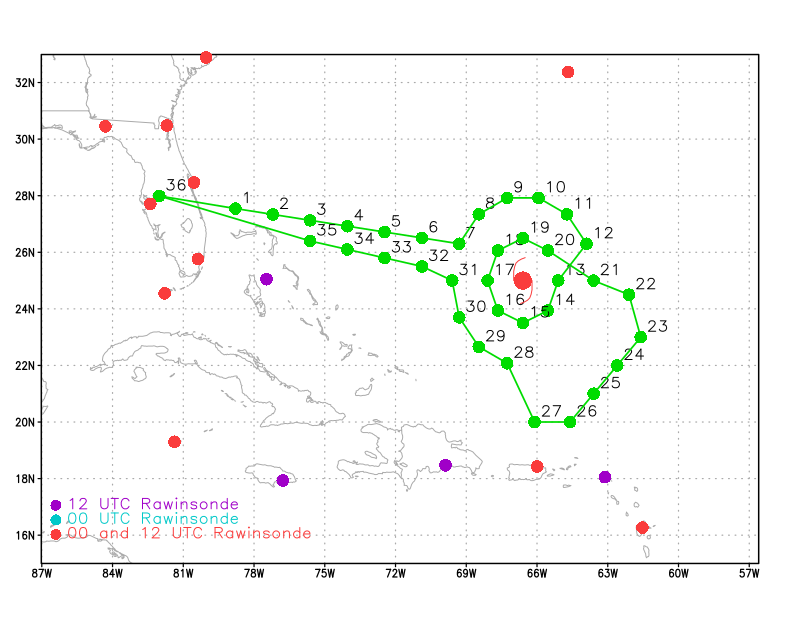 32N
30N
28N
26N
24N
22N
20N
18N
16N
87W 84W 81W 78W 75W 72W 69W 66W 63W 60W 57W
36 1 2 3 4 5 6 7 8 9 10 11 12
35 34 33 32 31 30 29 28 27 26 25 24 23 22 21
20 19 18 17 16 15 14 13
12 UTC Rawinsonde
00 UTC Rawinsonde
00 and 12 UTC Rawinsonde